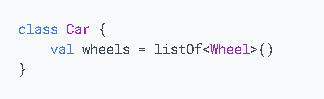 class Car {
    val wheels = listOf<Wheel>()
}